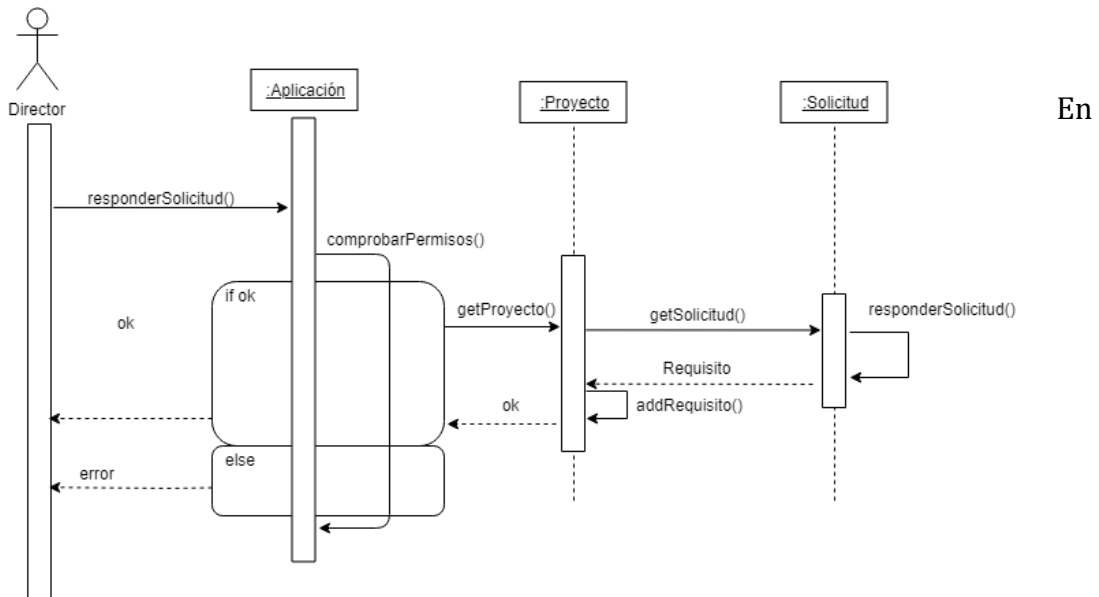 Director
:Aplicación
:Proyecto
:Solicitud
En
responderSolicitud()
comprobarPermisos()
if ok
ok
getProyecto()
getSolicitud()
responderSolicitud()
Requisito
ok
addRequisito()
else
error